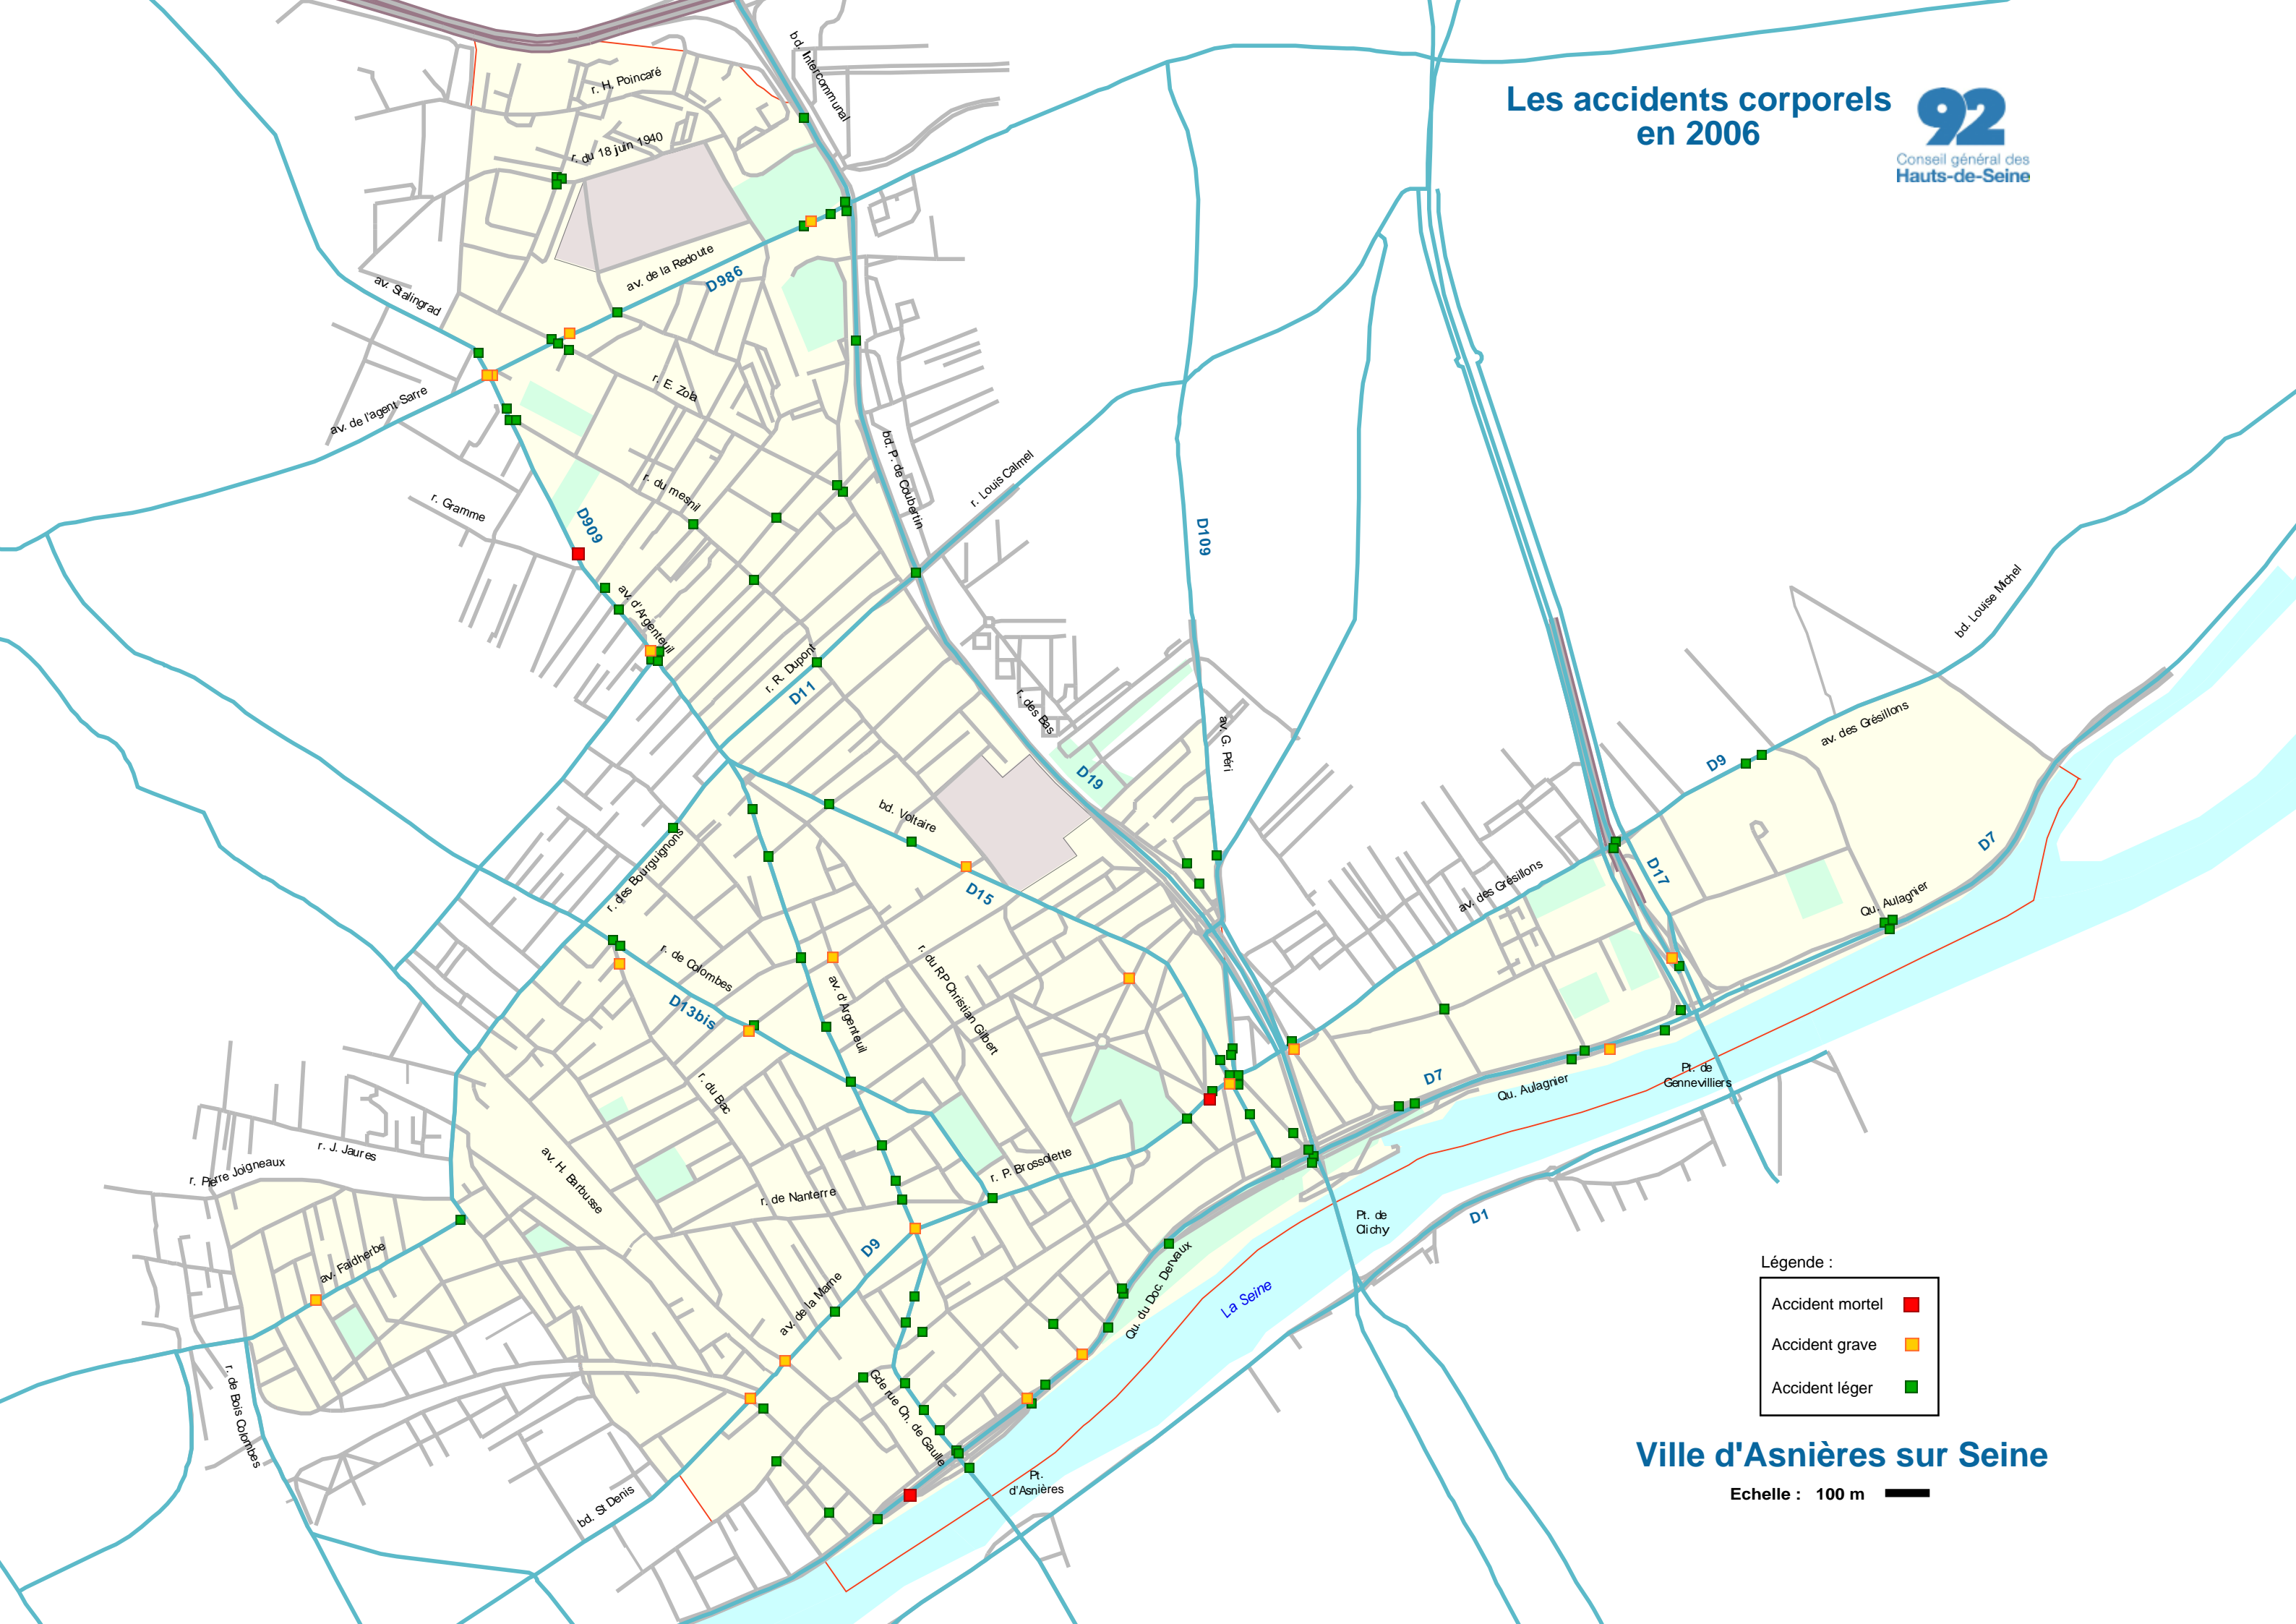 Les accidents corporels
en 2006
92
Conseil général des
Hauts-de-Seine
bd. Intercommunal
r. H. Poincaré
r. du 18 juin 1940
av. de la Redoute
D986
av. Stalingrad
av. de l'agent Sarre
r. E. Zola
bd. P. de Coubertin
r. Louis Calmel
r. du mesnil
r. Gramme
D909
D109
av. d'Argenteuil
bd. Louise Michel
r. R. Dupont
D11
r. des Bas
av. G. Péri
av. des Grésillons
D9
D19
bd. Voltaire
r. des Bourguignons
D15
D7
D17
av. des Grésillons
Qu. Aulagnier
r. de Colombes
D13bis
av. d'Argenteuil
r. du RP Christian Gilbert
r. du Bac
D7
Qu. Aulagnier
Pt. de
Gennevilliers
r. J. Jaures
r. Pierre Joigneaux
av. H. Barbusse
r. P. Brossolette
r. de Nanterre
Pt. de
Clichy
D1
D9
av. Faidherbe
Qu. du Doc. Dervaux
La Seine
av. de la Marne
r. de Bois Colombes
Gde rue Ch. de Gaulle
Pt.
d'Asnières
bd. St Denis
Légende :
Accident mortel
Accident grave
Accident léger
Ville d'Asnières sur Seine
Echelle : 100 m